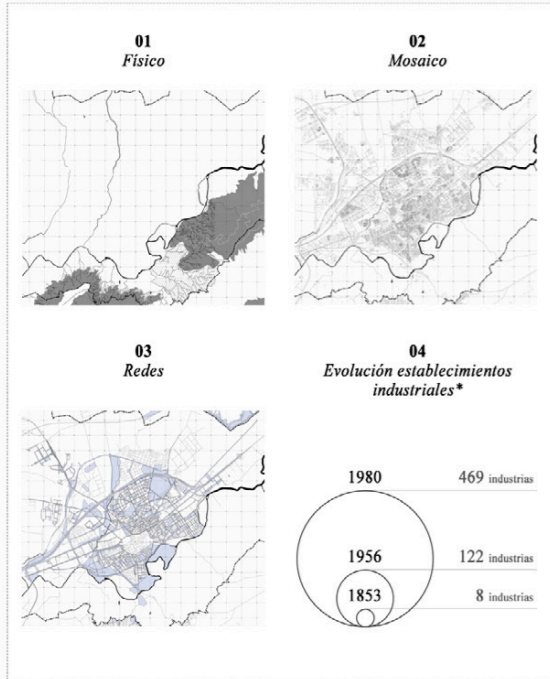 01
Físico
02
Mosaico
03
Redes
04
Evolución establecimientos
industriales*
1980
469 industrias
1956
122 industrias
1853
8 industrias